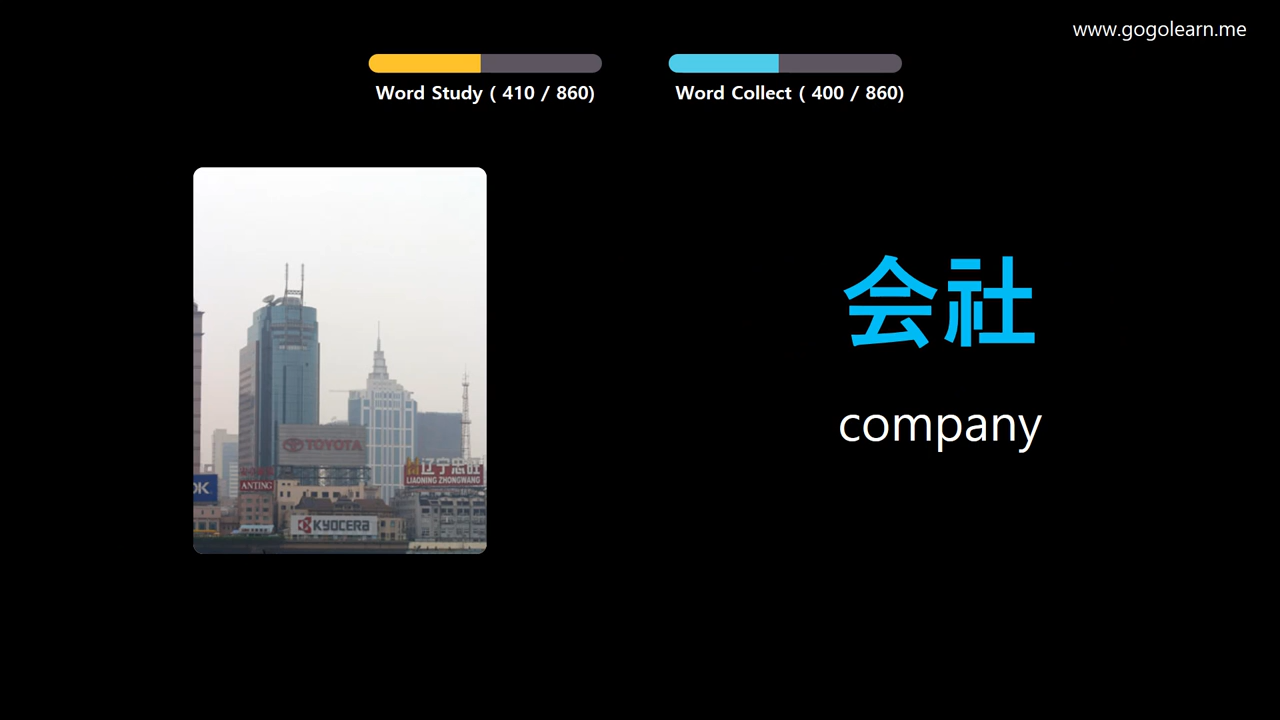 www.gogolearn.me
Word Study ( 410 / 860)
Word Collect ( 400 / 860)
会社
company
TOYOTA
辽宁忠旺
LIAONING ZHONGWANG
OK
ANTING
KYOCERA